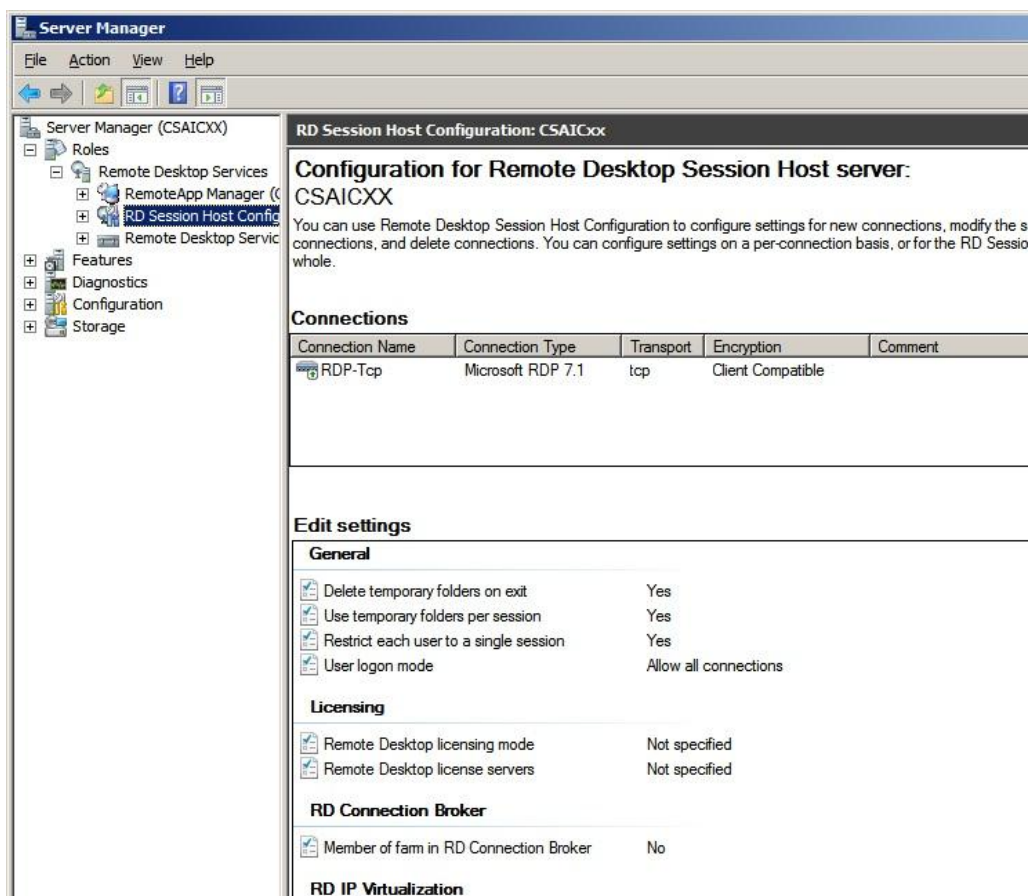 Server Manager
File Action View Help
Server Manager (CSAICXX)
Roles
Remote Desktop Services
RemoteApp Manager (C
RD Session Host Config
Remote Desktop Servic
Features
Diagnostics
Configuration
Storage
RD Session Host Configuration: CSAICxx
Configuration for Remote Desktop Session Host server:
CSAICXX
You can use Remote Desktop Session Host Configuration to configure settings for new connections, modify the s
connections, and delete connections. You can configure settings on a per-connection basis, or for the RD Sessio
whole.
Connections
Connection Name Connection Type Transport Encryption Comment
RDP-Tcp Microsoft RDP 7.1 tcp Client Compatible
Edit settings
General
Delete temporary folders on exit Yes
Use temporary folders per session Yes
Restrict each user to a single session Yes
User logon mode Allow all connections
Licensing
Remote Desktop licensing mode Not specified
Remote Desktop license servers Not specified
RD Connection Broker
Member of farm in RD Connection Broker No
RD IP Virtualization